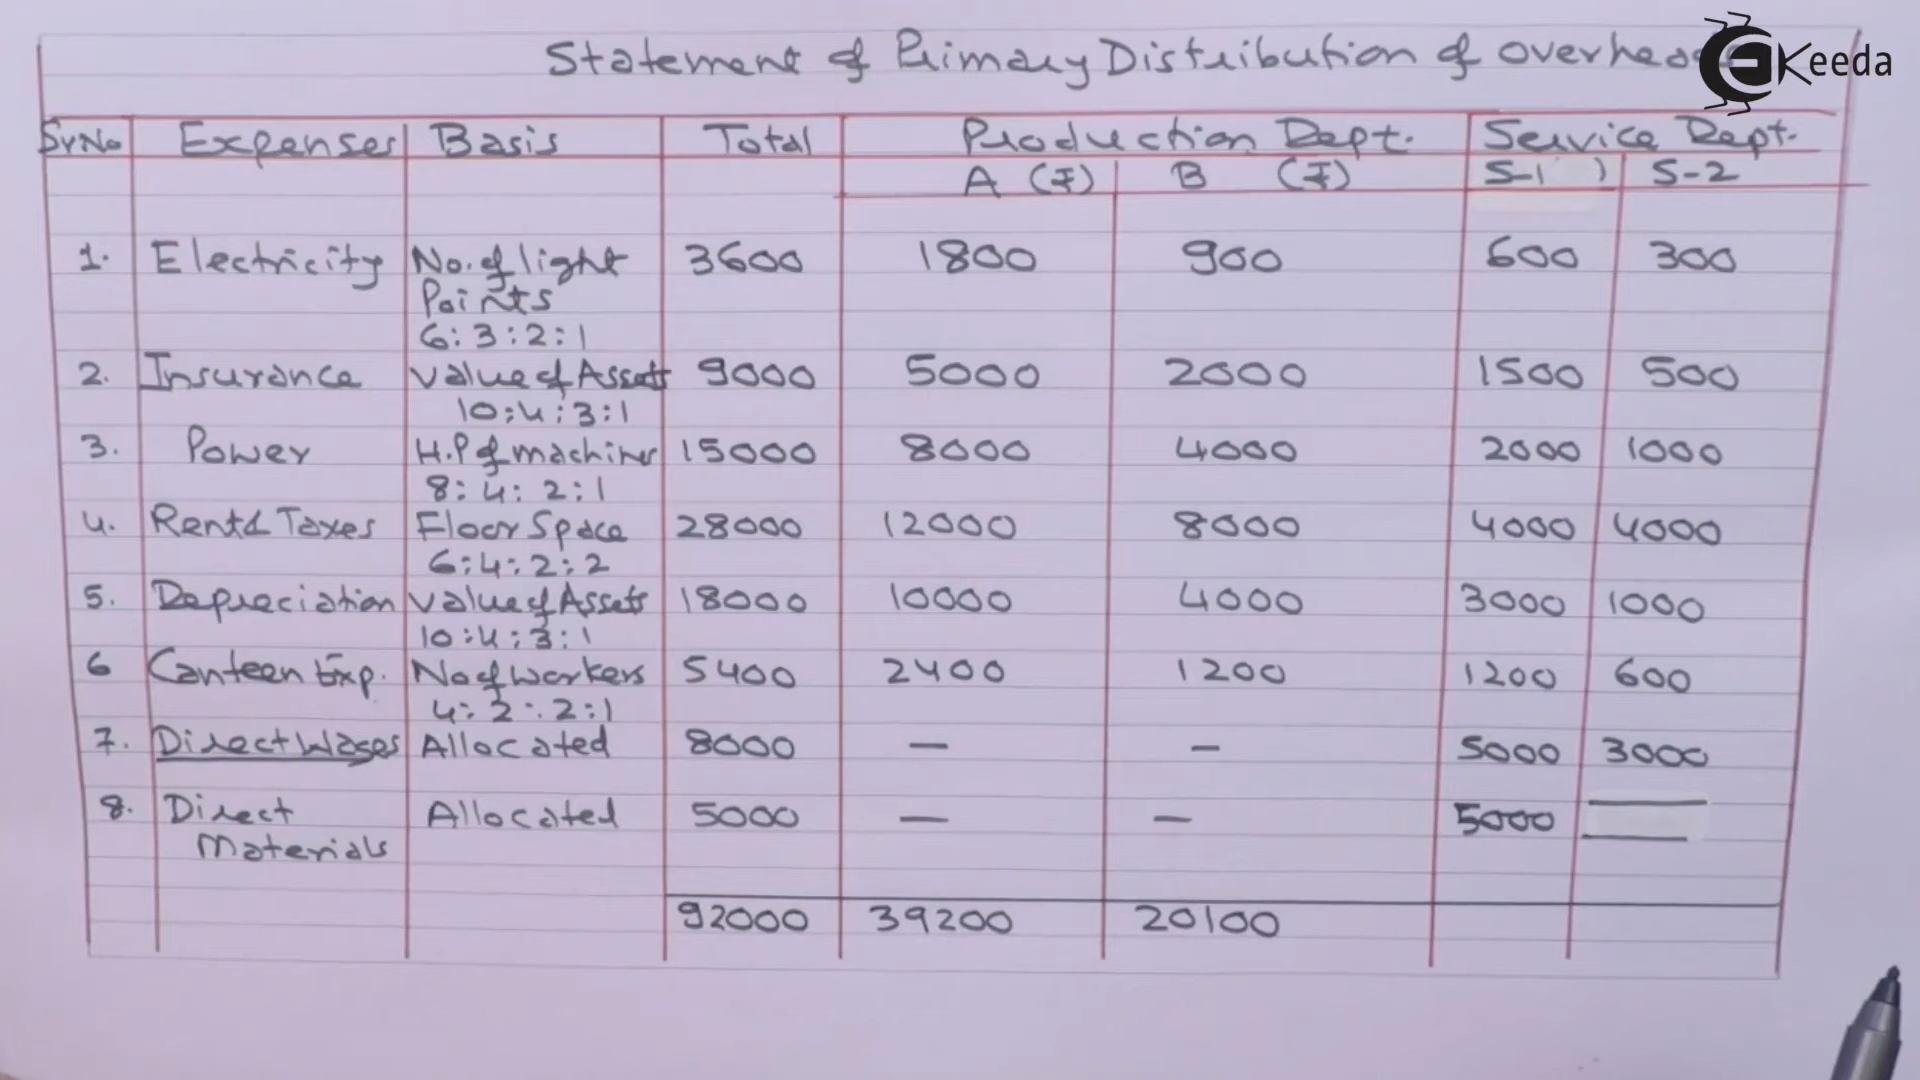 Statement of Primary Distribution of overheads
EKeeda
Sr No Expenses Basis Total Production Dept. Service Dept.
A (₹) B (₹) S-1 ) S-2
1. Electricity No. of light 3600 1800 900 600 300
Points
6:3:2:1
2. Insurance Value of Assets 9000 5000 2000 1500 500
10:4:3:1
3. Power H.P of machines 15000 8000 4000 2000 1000
8:4:2:1
4. Rent & Taxes Floor Space 28000 12000 8000 4000 4000
6:4:2:2
5. Depreciation Value of Assets 18000 10000 4000 3000 1000
10:4:3:1
6 Canteen Exp. No of workers 5400 2400 1200 1200 600
4:2:2:1
7. Direct Wages Allocated 8000 — — 5000 3000
8. Direct Allocated 5000 — — 5000
Materials
92000 39200 20100